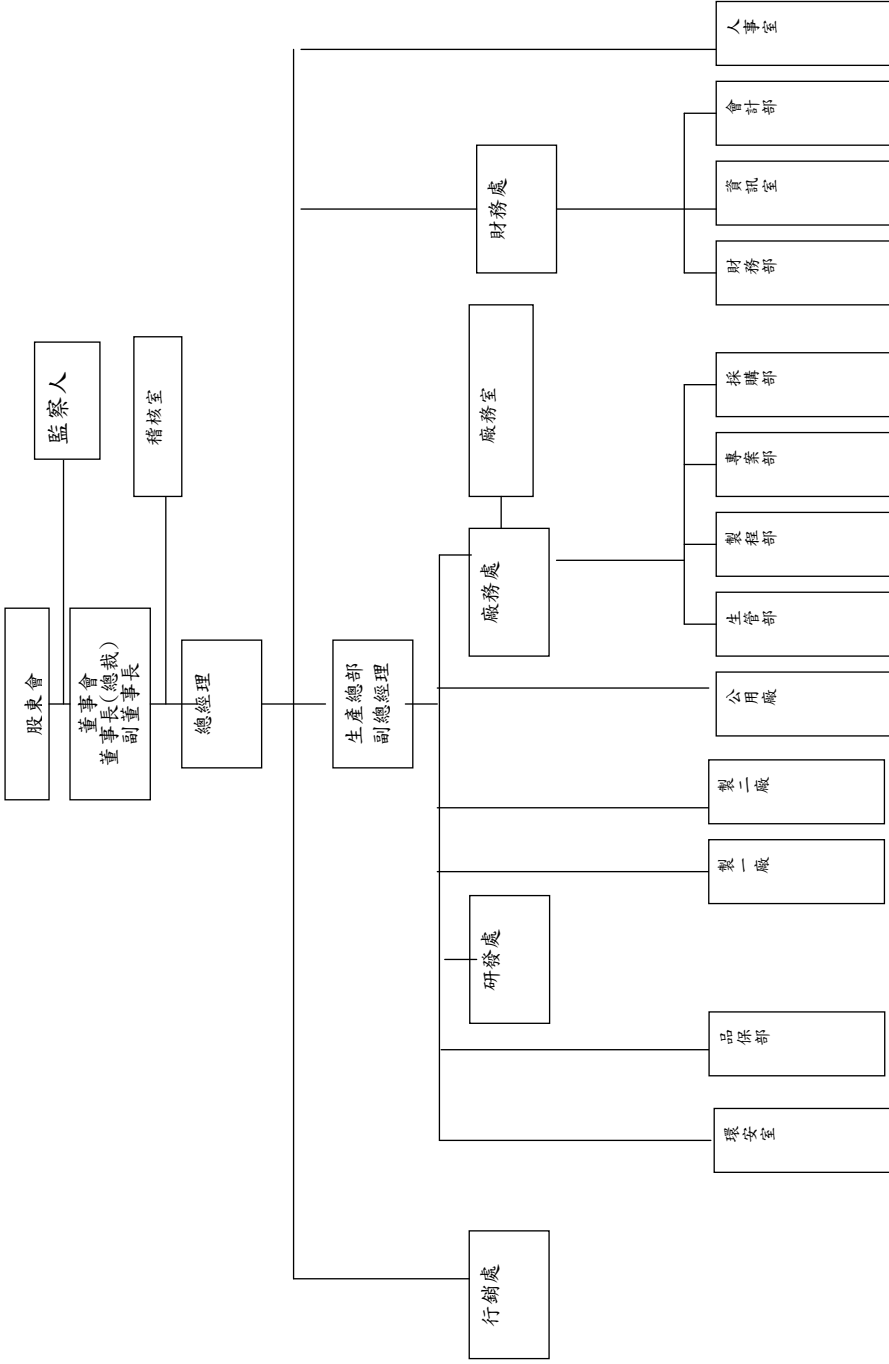 股東會
監察人
董事會
董事長(總裁)
副董事長
稽核室
總經理
生產總部
副總經理
行銷處
研發處
廠務處
廠務室
財務處
環安室
品保部
製一廠
製二廠
公用廠
生管部
製程部
專案部
採購部
財務部
資訊室
會計部
人事室